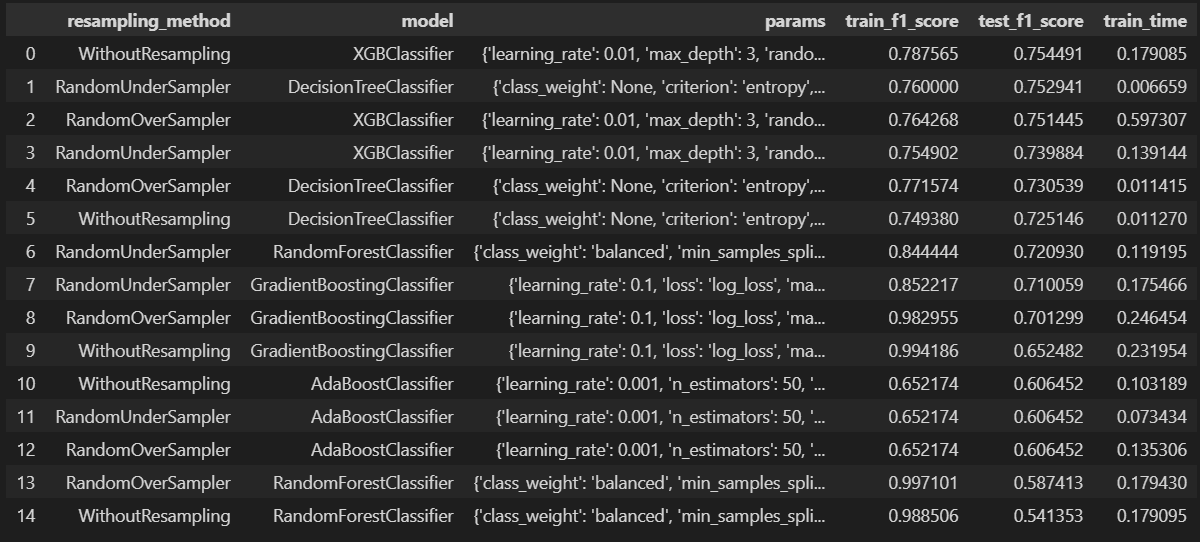 resampling_method model params train_f1_score test_f1_score train_time
0 WithoutResampling XGBClassifier {'learning_rate': 0.01, 'max_depth': 3, 'rando... 0.787565 0.754491 0.179085
1 RandomUnderSampler DecisionTreeClassifier {'class_weight': None, 'criterion': 'entropy',... 0.760000 0.752941 0.006659
2 RandomOverSampler XGBClassifier {'learning_rate': 0.01, 'max_depth': 3, 'rando... 0.764268 0.751445 0.597307
3 RandomUnderSampler XGBClassifier {'learning_rate': 0.01, 'max_depth': 3, 'rando... 0.754902 0.739884 0.139144
4 RandomOverSampler DecisionTreeClassifier {'class_weight': None, 'criterion': 'entropy',... 0.771574 0.730539 0.011415
5 WithoutResampling DecisionTreeClassifier {'class_weight': None, 'criterion': 'entropy',... 0.749380 0.725146 0.011270
6 RandomUnderSampler RandomForestClassifier {'class_weight': 'balanced', 'min_samples_spli... 0.844444 0.720930 0.119195
7 RandomUnderSampler GradientBoostingClassifier {'learning_rate': 0.1, 'loss': 'log_loss', 'ma... 0.852217 0.710059 0.175466
8 RandomOverSampler GradientBoostingClassifier {'learning_rate': 0.1, 'loss': 'log_loss', 'ma... 0.982955 0.701299 0.246454
9 WithoutResampling GradientBoostingClassifier {'learning_rate': 0.1, 'loss': 'log_loss', 'ma... 0.994186 0.652482 0.231954
10 WithoutResampling AdaBoostClassifier {'learning_rate': 0.001, 'n_estimators': 50, '... 0.652174 0.606452 0.103189
11 RandomUnderSampler AdaBoostClassifier {'learning_rate': 0.001, 'n_estimators': 50, '... 0.652174 0.606452 0.073434
12 RandomOverSampler AdaBoostClassifier {'learning_rate': 0.001, 'n_estimators': 50, '... 0.652174 0.606452 0.135306
13 RandomOverSampler RandomForestClassifier {'class_weight': 'balanced', 'min_samples_spli... 0.997101 0.587413 0.179430
14 WithoutResampling RandomForestClassifier {'class_weight': 'balanced', 'min_samples_spli... 0.988506 0.541353 0.179095